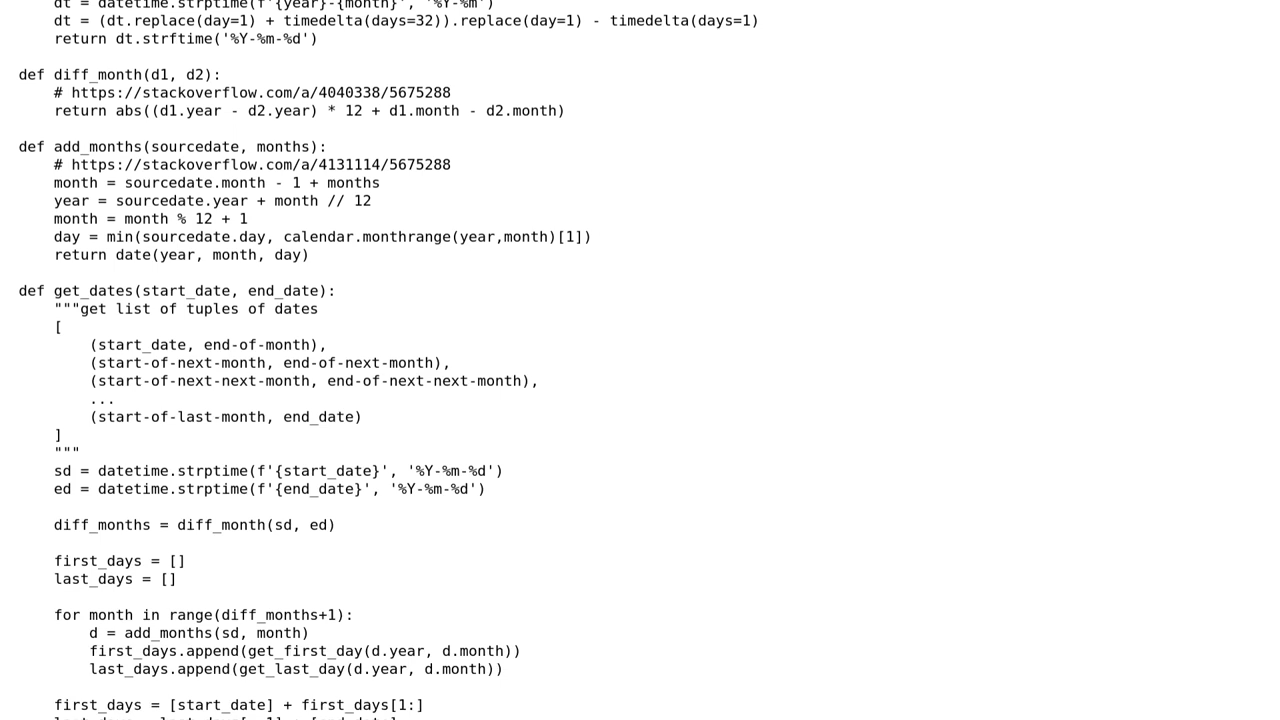 dt = datetime.strptime(f'{year}-{month}', '%Y-%m')
    dt = (dt.replace(day=1) + timedelta(days=32)).replace(day=1) - timedelta(days=1)
    return dt.strftime('%Y-%m-%d')

def diff_month(d1, d2):
    # https://stackoverflow.com/a/4040338/5675288
    return abs((d1.year - d2.year) * 12 + d1.month - d2.month)

def add_months(sourcedate, months):
    # https://stackoverflow.com/a/4131114/5675288
    month = sourcedate.month - 1 + months
    year = sourcedate.year + month // 12
    month = month % 12 + 1
    day = min(sourcedate.day, calendar.monthrange(year,month)[1])
    return date(year, month, day)

def get_dates(start_date, end_date):
    """get list of tuples of dates
    [
        (start_date, end-of-month),
        (start-of-next-month, end-of-next-month),
        (start-of-next-next-month, end-of-next-next-month),
        ...
        (start-of-last-month, end_date)
    ]
    """
    sd = datetime.strptime(f'{start_date}', '%Y-%m-%d')
    ed = datetime.strptime(f'{end_date}', '%Y-%m-%d')

    diff_months = diff_month(sd, ed)

    first_days = []
    last_days = []

    for month in range(diff_months+1):
        d = add_months(sd, month)
        first_days.append(get_first_day(d.year, d.month))
        last_days.append(get_last_day(d.year, d.month))

    first_days = [start_date] + first_days[1:]